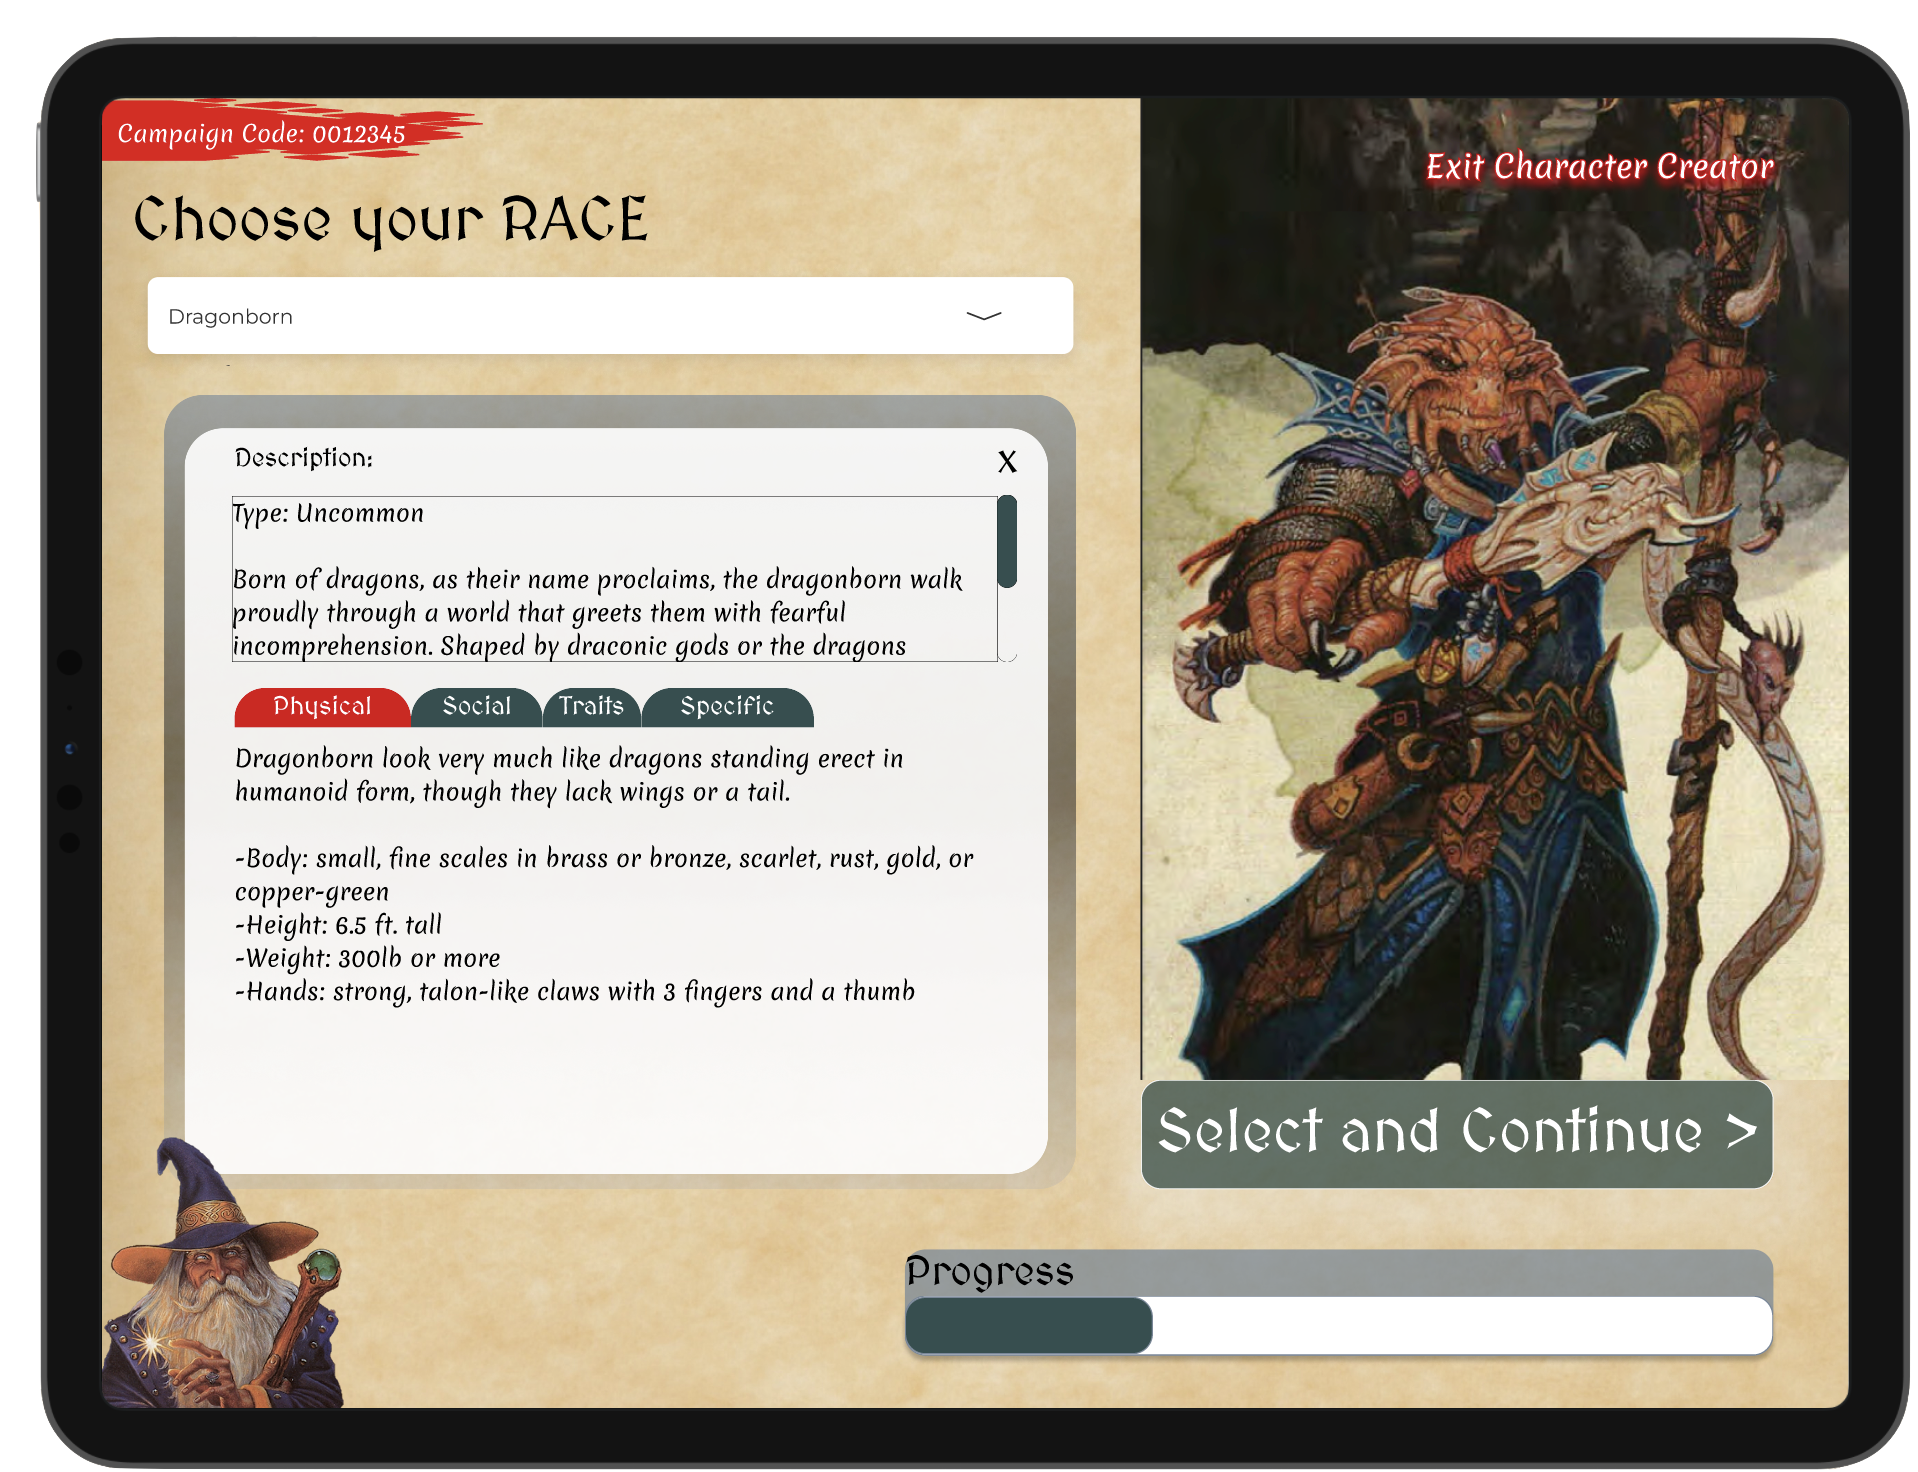 Campaign Code: 0012345
Exit Character Creator
Choose your RACE
Dragonborn
Description:
X
Type: Uncommon
Born of dragons, as their name proclaims, the dragonborn walk
proudly through a world that greets them with fearful
incomprehension. Shaped by draconic gods or the dragons
Physical Social Traits Specific
Dragonborn look very much like dragons standing erect in
humanoid form, though they lack wings or a tail.
-Body: small, fine scales in brass or bronze, scarlet, rust, gold, or
copper-green
-Height: 6.5 ft. tall
-Weight: 300lb or more
-Hands: strong, talon-like claws with 3 fingers and a thumb
Select and Continue >
Progress